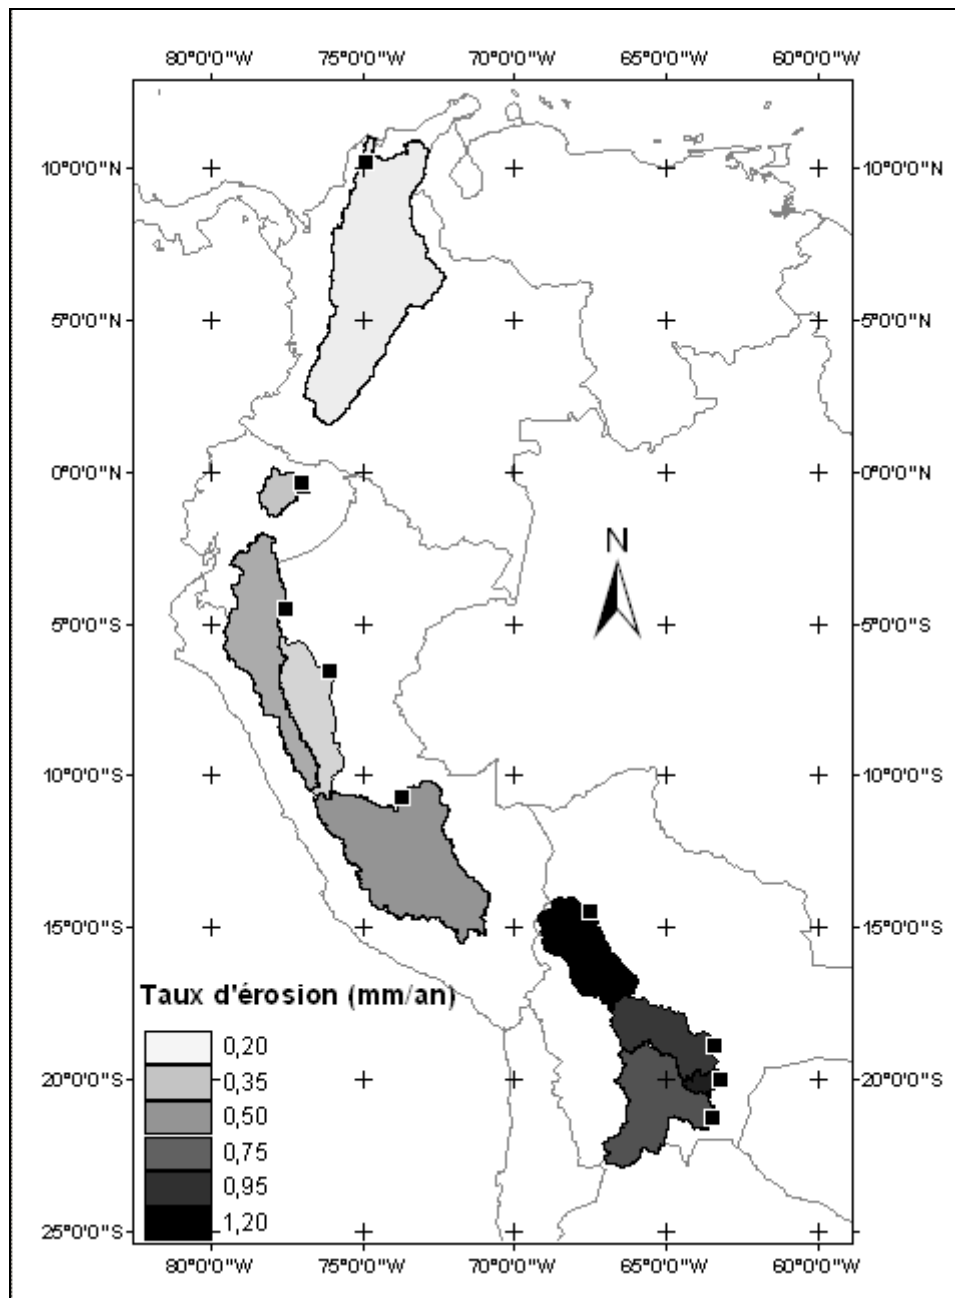 80°0'0"W 75°0'0"W 70°0'0"W 65°0'0"W 60°0'0"W
10°0'0"N 10°0'0"N
5°0'0"N 5°0'0"N
0°0'0"N 0°0'0"N
N
5°0'0"S 5°0'0"S
10°0'0"S 10°0'0"S
15°0'0"S 15°0'0"S
Taux d'érosion (mm/an)
0,20
0,35
20°0'0"S 20°0'0"S
0,50
0,75
0,95
1,20
25°0'0"S 25°0'0"S
80°0'0"W 75°0'0"W 70°0'0"W 65°0'0"W 60°0'0"W